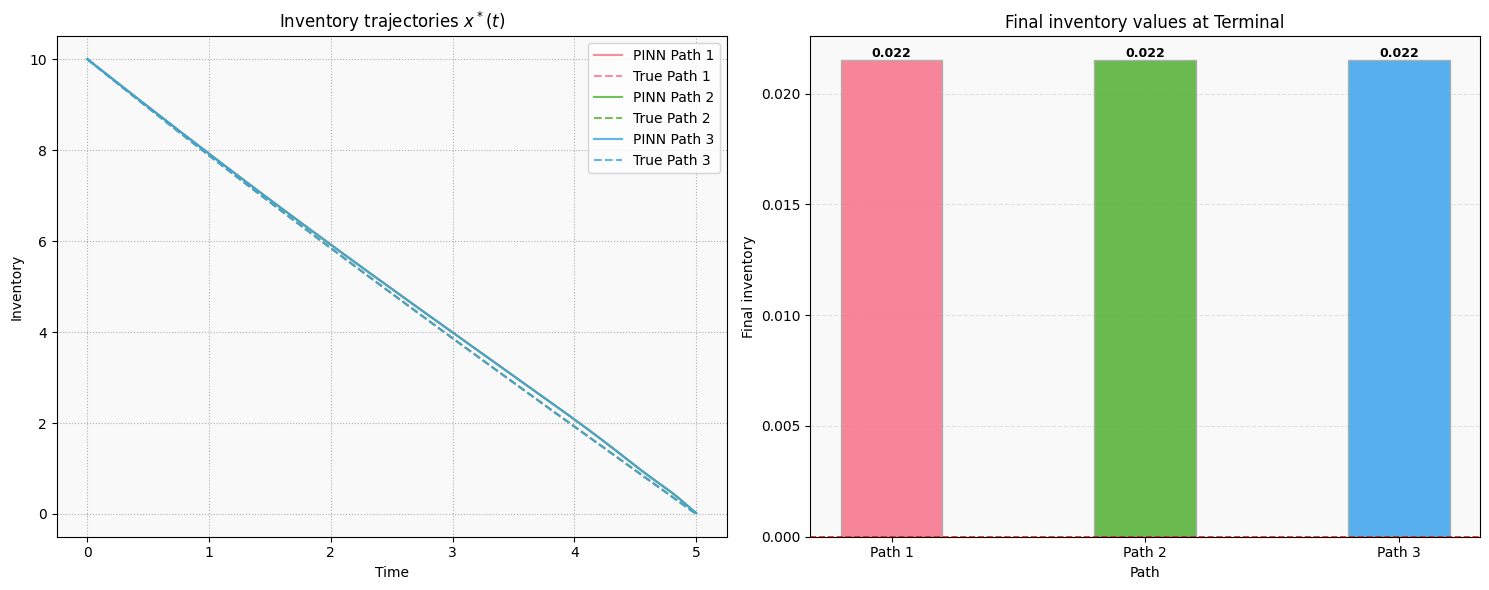 Inventory trajectories x*(t)
10
8
6
4
2
0
Inventory
0 1 2 3 4 5
Time
PINN Path 1
True Path 1
PINN Path 2
True Path 2
PINN Path 3
True Path 3
Final inventory values at Terminal
0.022 0.022 0.022
0.020
0.015
0.010
0.005
0.000
Final inventory
Path 1 Path 2 Path 3
Path